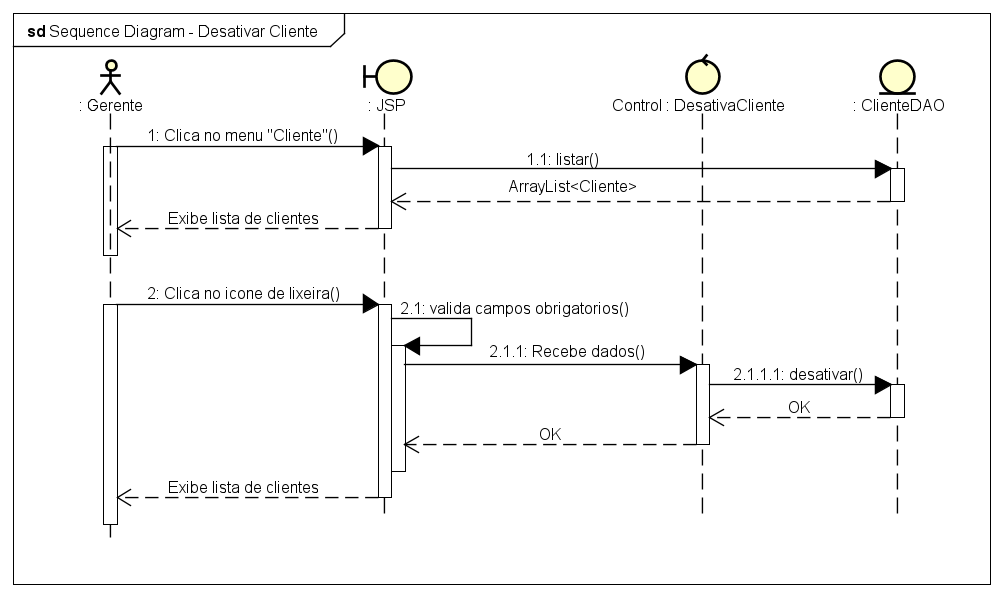 sd Sequence Diagram - Desativar Cliente
: Gerente
: JSP
Control : DesativaCliente
: ClienteDAO
1: Clica no menu "Cliente"()
1.1: listar()
ArrayList<Cliente>
Exibe lista de clientes
2: Clica no icone de lixeira()
2.1: valida campos obrigatorios()
2.1.1: Recebe dados()
2.1.1.1: desativar()
OK
OK
Exibe lista de clientes